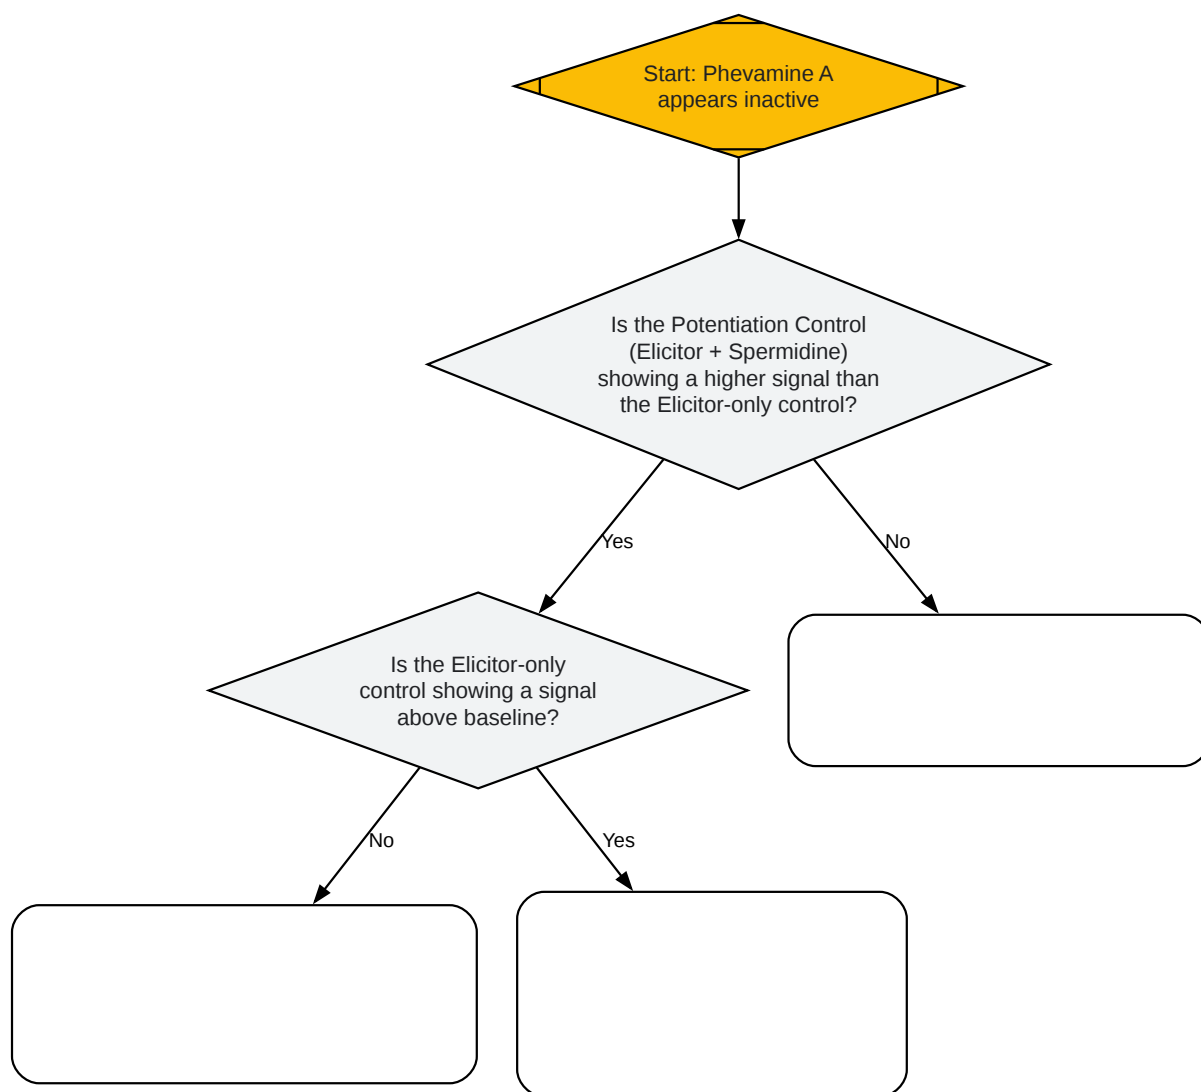 Start: Phevamine A
appears inactive
Is the Potentiation Control
(Elicitor + Spermidine)
showing a higher signal than
the Elicitor-only control?
Yes
No
Is the Elicitor-only
control showing a signal
above baseline?
No
Yes